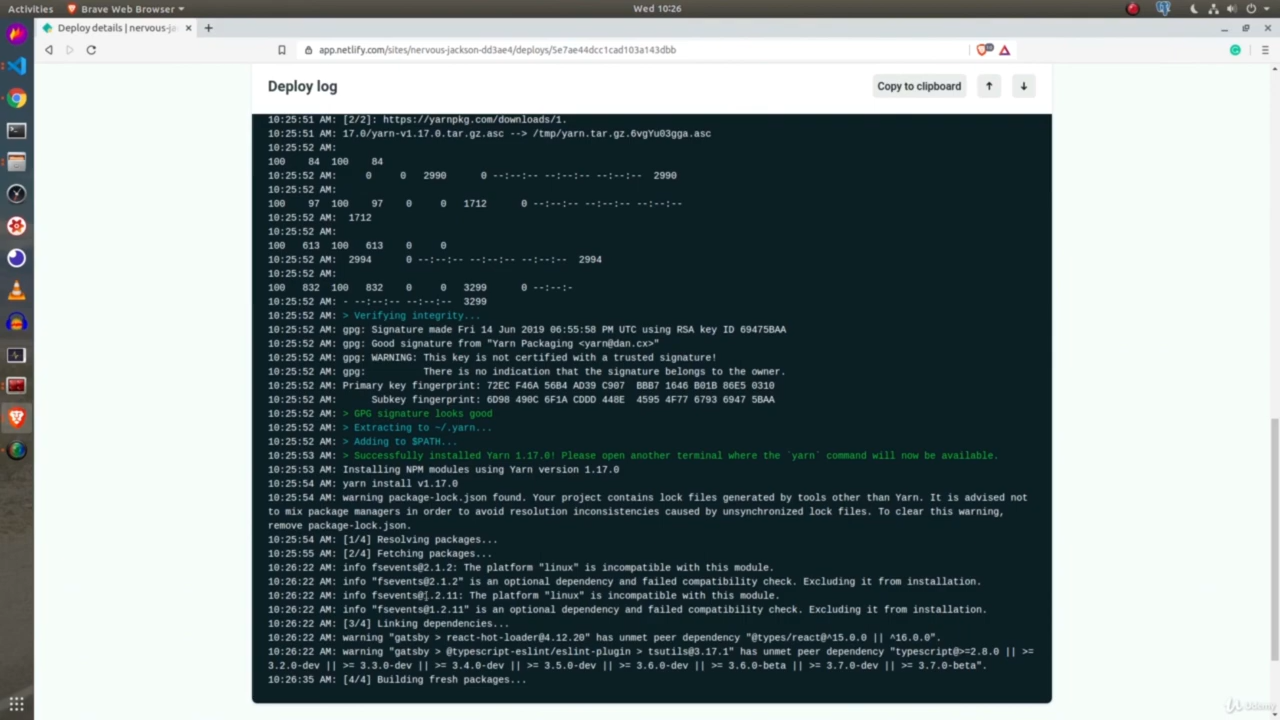 Activities
Brave Web Browser
Wed 10:26
Deploy details | nervous-ja
app.netlify.com/sites/nervous-jackson-dd3ae4/deploys/5e7ae44dcc1cad103a143dbb
Deploy log
Copy to clipboard
10:25:51 AM: [2/2]: https://yarnpkg.com/downloads/1.
10:25:51 AM: 17.0/yarn-v1.17.0.tar.gz.asc --> /tmp/yarn.tar.gz.6vgYu03gga.asc
10:25:52 AM:
100 84 100 84
10:25:52 AM: 0 0 2990 0 --:--:-- --:--:-- --:--:-- 2990
10:25:52 AM:
100 97 100 97 0 0 1712 0 --:--:-- --:--:-- --:--:--
10:25:52 AM: 1712
10:25:52 AM:
100 613 100 613 0 0
10:25:52 AM: 2994 0 --:--:-- --:--:-- --:--:-- 2994
10:25:52 AM:
100 832 100 832 0 0 3299 0 --:--:-
10:25:52 AM: - --:--:-- --:--:-- 3299
10:25:52 AM: > Verifying integrity...
10:25:52 AM: gpg: Signature made Fri 14 Jun 2019 06:55:58 PM UTC using RSA key ID 69475BAA
10:25:52 AM: gpg: Good signature from "Yarn Packaging <yarn@dan.cx>"
10:25:52 AM: gpg: WARNING: This key is not certified with a trusted signature!
10:25:52 AM: gpg: There is no indication that the signature belongs to the owner.
10:25:52 AM: Primary key fingerprint: 72EC F46A 56B4 AD39 C907 BBB7 1646 B01B 86E5 0310
10:25:52 AM: Subkey fingerprint: 6D98 490C 6F1A CDDD 448E 4595 4F77 6793 6947 5BAA
10:25:52 AM: > GPG signature looks good
10:25:52 AM: > Extracting to ~/.yarn...
10:25:52 AM: > Adding to $PATH...
10:25:53 AM: > Successfully installed Yarn 1.17.0! Please open another terminal where the `yarn` command will now be available.
10:25:53 AM: Installing NPM modules using Yarn version 1.17.0
10:25:54 AM: yarn install v1.17.0
10:25:54 AM: warning package-lock.json found. Your project contains lock files generated by tools other than Yarn. It is advised not
to mix package managers in order to avoid resolution inconsistencies caused by unsynchronized lock files. To clear this warning,
remove package-lock.json.
10:25:54 AM: [1/4] Resolving packages...
10:25:55 AM: [2/4] Fetching packages...
10:26:22 AM: info fsevents@2.1.2: The platform "linux" is incompatible with this module.
10:26:22 AM: info "fsevents@2.1.2" is an optional dependency and failed compatibility check. Excluding it from installation.
10:26:22 AM: info fsevents@1.2.11: The platform "linux" is incompatible with this module.
10:26:22 AM: info "fsevents@1.2.11" is an optional dependency and failed compatibility check. Excluding it from installation.
10:26:22 AM: [3/4] Linking dependencies...
10:26:22 AM: warning "gatsby > react-hot-loader@4.12.20" has unmet peer dependency "@types/react@^15.0.0 || ^16.0.0".
10:26:22 AM: warning "gatsby > @typescript-eslint/eslint-plugin > tsutils@3.17.1" has unmet peer dependency "typescript@>=2.8.0 || >=
3.2.0-dev || >= 3.3.0-dev || >= 3.4.0-dev || >= 3.5.0-dev || >= 3.6.0-dev || >= 3.6.0-beta || >= 3.7.0-dev || >= 3.7.0-beta".
10:26:35 AM: [4/4] Building fresh packages...
Udemy